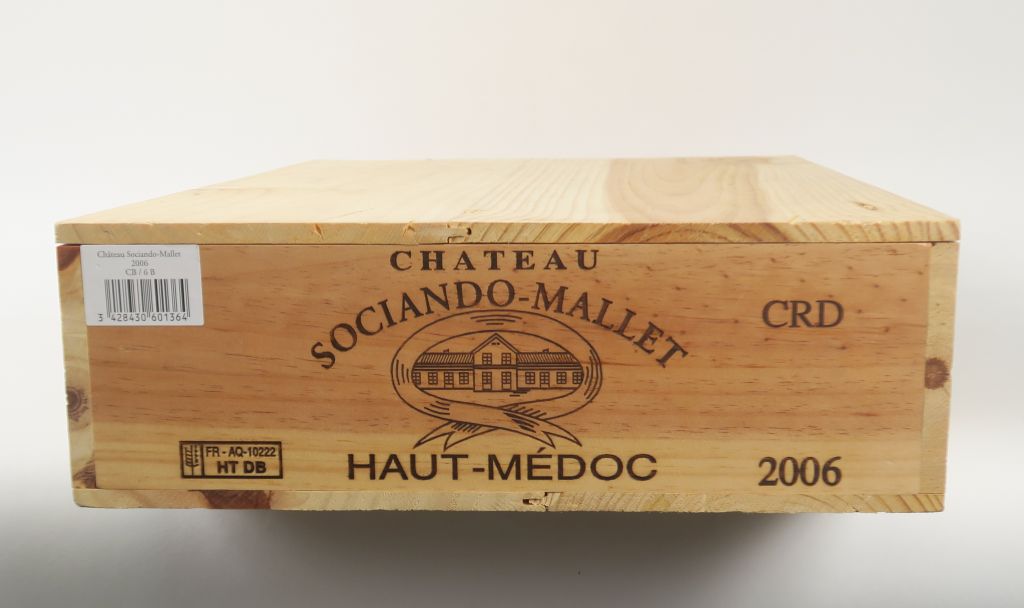 Château Sociando-Mallet
2006
CB / 6 B
3 428430 601364
CHATEAU
SOCIANDO-MALLET
CRD
FR - AQ-10222
HT DB
HAUT-MÉDOC
2006